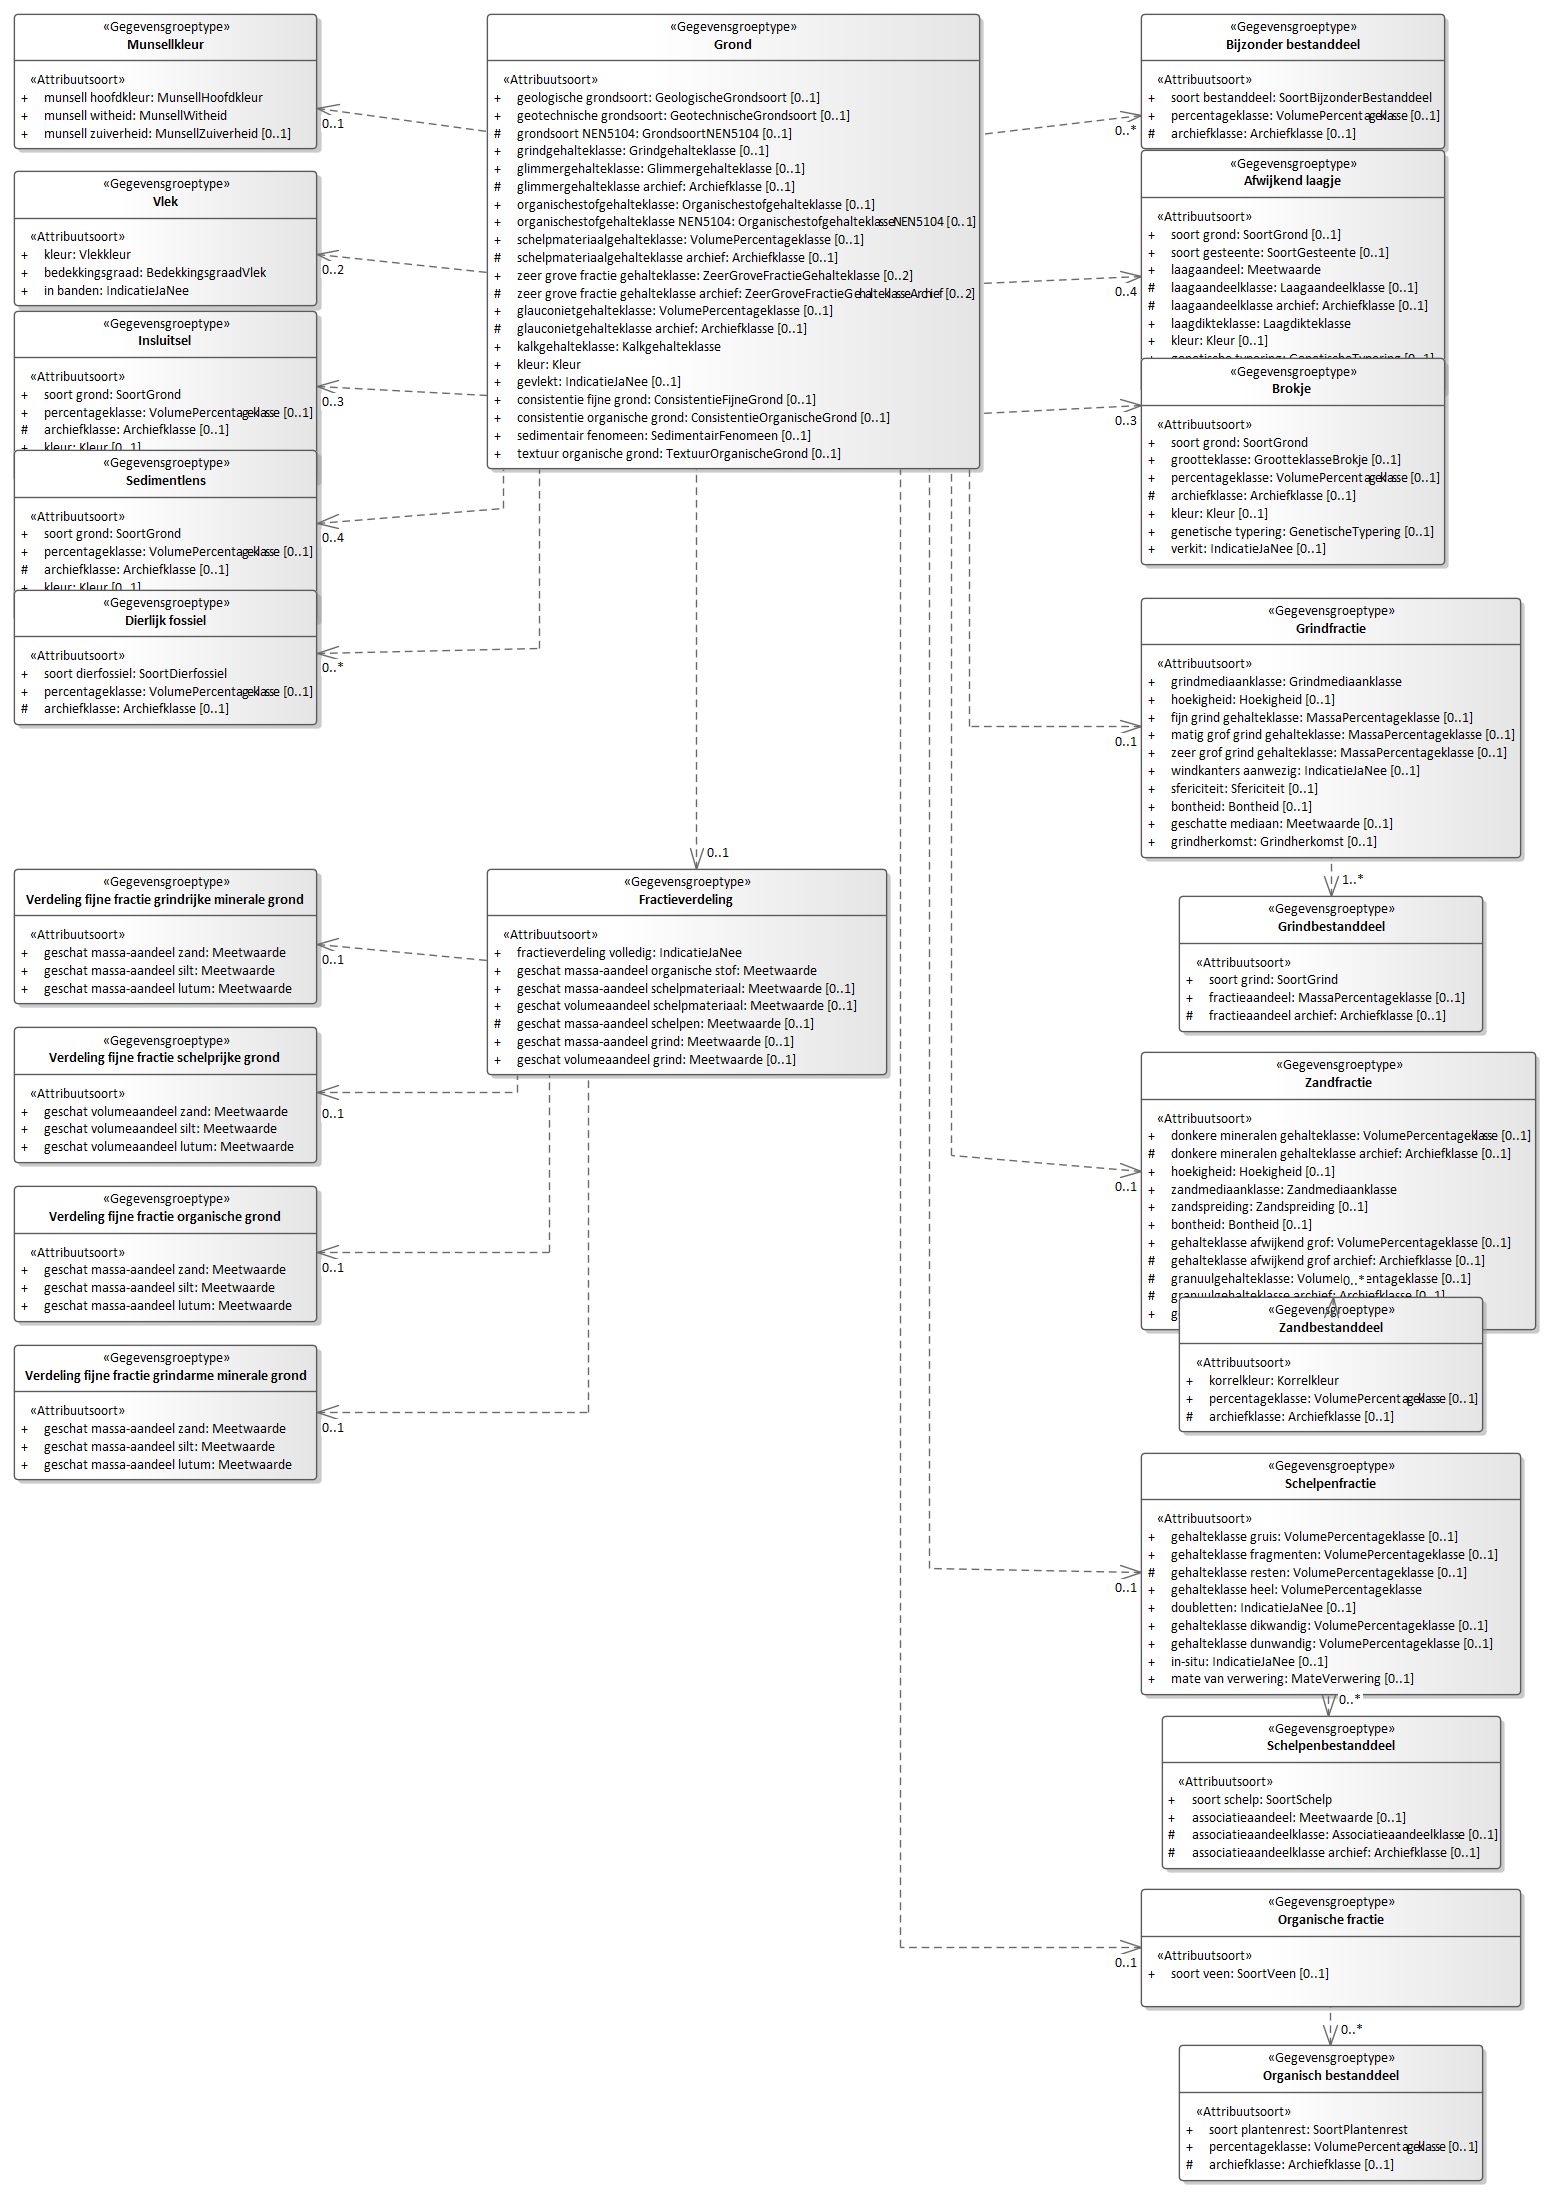 «Gegevensgroeptype»
Munsellkleur
«Attribuutsoort»
+ munsell hoofdkleur: MunsellHoofdkleur
+ munsell witheid: MunsellWitheid
+ munsell zuiverheid: MunsellZuiverheid [0..1]
0..1
«Gegevensgroeptype»
Vlek
«Attribuutsoort»
+ kleur: Vlekkleur
+ bedekkingsgraad: BedekkingsgraadVlek
+ in banden: IndicatieJaNee
0..2
«Gegevensgroeptype»
Insluitsel
«Attribuutsoort»
+ soort grond: SoortGrond
+ percentageklasse: VolumePercentageklasse [0..1]
# archiefklasse: Archiefklasse [0..1]
+ kleur: Kleur [0..1]
0..3
«Gegevensgroeptype»
Sedimentlens
«Attribuutsoort»
+ soort grond: SoortGrond
+ percentageklasse: VolumePercentageklasse [0..1]
# archiefklasse: Archiefklasse [0..1]
+ kleur: Kleur [0..1]
0..4
«Gegevensgroeptype»
Dierlijk fossiel
«Attribuutsoort»
+ soort dierfossiel: SoortDierfossiel
+ percentageklasse: VolumePercentageklasse [0..1]
# archiefklasse: Archiefklasse [0..1]
0..*
«Gegevensgroeptype»
Grond
«Attribuutsoort»
+ geologische grondsoort: GeologischeGrondsoort [0..1]
+ geotechnische grondsoort: GeotechnischeGrondsoort [0..1]
# grondsoort NEN5104: GrondsoortNEN5104 [0..1]
+ grindgehalteklasse: Grindgehalteklasse [0..1]
+ glimmergehalteklasse: Glimmergehalteklasse [0..1]
# glimmergehalteklasse archief: Archiefklasse [0..1]
+ organischestofgehalteklasse: Organischestofgehalteklasse [0..1]
+ organischestofgehalteklasse NEN5104: OrganischestofgehalteklasseNEN5104 [0..1]
+ schelpmateriaalgehalteklasse: VolumePercentageklasse [0..1]
# schelpmateriaalgehalteklasse archief: Archiefklasse [0..1]
+ zeer grove fractie gehalteklasse: ZeerGroveFractieGehalteklasse [0..2]
# zeer grove fractie gehalteklasse archief: ZeerGroveFractieGehalteklasseArchief [0..2]
+ glauconietgehalteklasse: VolumePercentageklasse [0..1]
# glauconietgehalteklasse archief: Archiefklasse [0..1]
+ kalkgehalteklasse: Kalkgehalteklasse
+ kleur: Kleur
+ gevlekt: IndicatieJaNee [0..1]
+ consistentie fijne grond: ConsistentieFijneGrond [0..1]
+ consistentie organische grond: ConsistentieOrganischeGrond [0..1]
+ sedimentair fenomeen: SedimentairFenomeen [0..1]
+ textuur organische grond: TextuurOrganischeGrond [0..1]
«Gegevensgroeptype»
Bijzonder bestanddeel
«Attribuutsoort»
+ soort bestanddeel: SoortBijzonderBestanddeel
+ percentageklasse: VolumePercentageklasse [0..1]
# archiefklasse: Archiefklasse [0..1]
0..*
«Gegevensgroeptype»
Afwijkend laagje
«Attribuutsoort»
+ soort grond: SoortGrond [0..1]
+ soort gesteente: SoortGesteente [0..1]
+ laagaandeel: Meetwaarde
# laagaandeelklasse: Laagaandeelklasse [0..1]
# laagaandeelklasse archief: Archiefklasse [0..1]
+ laagdikteklasse: Laagdikteklasse
+ kleur: Kleur [0..1]
+ genetische typering: GenetischeTypering [0..1]
0..4
«Gegevensgroeptype»
Brokje
«Attribuutsoort»
+ soort grond: SoortGrond
+ grootteklasse: GrootteklasseBrokje [0..1]
+ percentageklasse: VolumePercentageklasse [0..1]
# archiefklasse: Archiefklasse [0..1]
+ kleur: Kleur [0..1]
+ genetische typering: GenetischeTypering [0..1]
+ verkit: IndicatieJaNee [0..1]
0..3
«Gegevensgroeptype»
Grindfractie
«Attribuutsoort»
+ grindmediaanklasse: Grindmediaanklasse
+ hoekigheid: Hoekigheid [0..1]
+ fijn grind gehalteklasse: MassaPercentageklasse [0..1]
+ matig grof grind gehalteklasse: MassaPercentageklasse [0..1]
+ zeer grof grind gehalteklasse: MassaPercentageklasse [0..1]
+ windkanters aanwezig: IndicatieJaNee [0..1]
+ sfericiteit: Sfericiteit [0..1]
+ bontheid: Bontheid [0..1]
+ geschatte mediaan: Meetwaarde [0..1]
+ grindherkomst: Grindherkomst [0..1]
0..1
1..*
«Gegevensgroeptype»
Grindbestanddeel
«Attribuutsoort»
+ soort grind: SoortGrind
+ fractieaandeel: MassaPercentageklasse [0..1]
# fractieaandeel archief: Archiefklasse [0..1]
0..1
«Gegevensgroeptype»
Fractieverdeling
«Attribuutsoort»
+ fractieverdeling volledig: IndicatieJaNee
+ geschat massa-aandeel organische stof: Meetwaarde
+ geschat massa-aandeel schelpmateriaal: Meetwaarde [0..1]
+ geschat volumeaandeel schelpmateriaal: Meetwaarde [0..1]
# geschat massa-aandeel schelpen: Meetwaarde [0..1]
+ geschat massa-aandeel grind: Meetwaarde [0..1]
+ geschat volumeaandeel grind: Meetwaarde [0..1]
«Gegevensgroeptype»
Verdeling fijne fractie grindrijke minerale grond
«Attribuutsoort»
+ geschat massa-aandeel zand: Meetwaarde
+ geschat massa-aandeel silt: Meetwaarde
+ geschat massa-aandeel lutum: Meetwaarde
0..1
«Gegevensgroeptype»
Verdeling fijne fractie schelprijke grond
«Attribuutsoort»
+ geschat volumeaandeel zand: Meetwaarde
+ geschat volumeaandeel silt: Meetwaarde
+ geschat volumeaandeel lutum: Meetwaarde
0..1
«Gegevensgroeptype»
Verdeling fijne fractie organische grond
«Attribuutsoort»
+ geschat massa-aandeel zand: Meetwaarde
+ geschat massa-aandeel silt: Meetwaarde
+ geschat massa-aandeel lutum: Meetwaarde
0..1
«Gegevensgroeptype»
Verdeling fijne fractie grindarme minerale grond
«Attribuutsoort»
+ geschat massa-aandeel zand: Meetwaarde
+ geschat massa-aandeel silt: Meetwaarde
+ geschat massa-aandeel lutum: Meetwaarde
0..1
«Gegevensgroeptype»
Zandfractie
«Attribuutsoort»
+ donkere mineralen gehalteklasse: VolumePercentageklasse [0..1]
# donkere mineralen gehalteklasse archief: Archiefklasse [0..1]
+ hoekigheid: Hoekigheid [0..1]
+ zandmediaanklasse: Zandmediaanklasse
+ zandspreiding: Zandspreiding [0..1]
+ bontheid: Bontheid [0..1]
+ gehalteklasse afwijkend grof: VolumePercentageklasse [0..1]
# gehalteklasse afwijkend grof archief: Archiefklasse [0..1]
# granuulgehalteklasse: Volume 0..* entageklasse [0..1]
# granuulgehalteklasse archief: Archiefklasse [0..1]
+ g
0..1
«Gegevensgroeptype»
Zandbestanddeel
«Attribuutsoort»
+ korrelkleur: Korrelkleur
+ percentageklasse: VolumePercentageklasse [0..1]
# archiefklasse: Archiefklasse [0..1]
«Gegevensgroeptype»
Schelpenfractie
«Attribuutsoort»
+ gehalteklasse gruis: VolumePercentageklasse [0..1]
+ gehalteklasse fragmenten: VolumePercentageklasse [0..1]
# gehalteklasse resten: VolumePercentageklasse [0..1]
+ gehalteklasse heel: VolumePercentageklasse
+ doubletten: IndicatieJaNee [0..1]
+ gehalteklasse dikwandig: VolumePercentageklasse [0..1]
+ gehalteklasse dunwandig: VolumePercentageklasse [0..1]
+ in-situ: IndicatieJaNee [0..1]
+ mate van verwering: MateVerwering [0..1]
0..1
0..*
«Gegevensgroeptype»
Schelpenbestanddeel
«Attribuutsoort»
+ soort schelp: SoortSchelp
+ associatieaandeel: Meetwaarde [0..1]
# associatieaandeelklasse: Associatieaandeelklasse [0..1]
# associatieaandeelklasse archief: Archiefklasse [0..1]
«Gegevensgroeptype»
Organische fractie
«Attribuutsoort»
+ soort veen: SoortVeen [0..1]
0..1
0..*
«Gegevensgroeptype»
Organisch bestanddeel
«Attribuutsoort»
+ soort plantenrest: SoortPlantenrest
+ percentageklasse: VolumePercentageklasse [0..1]
# archiefklasse: Archiefklasse [0..1]